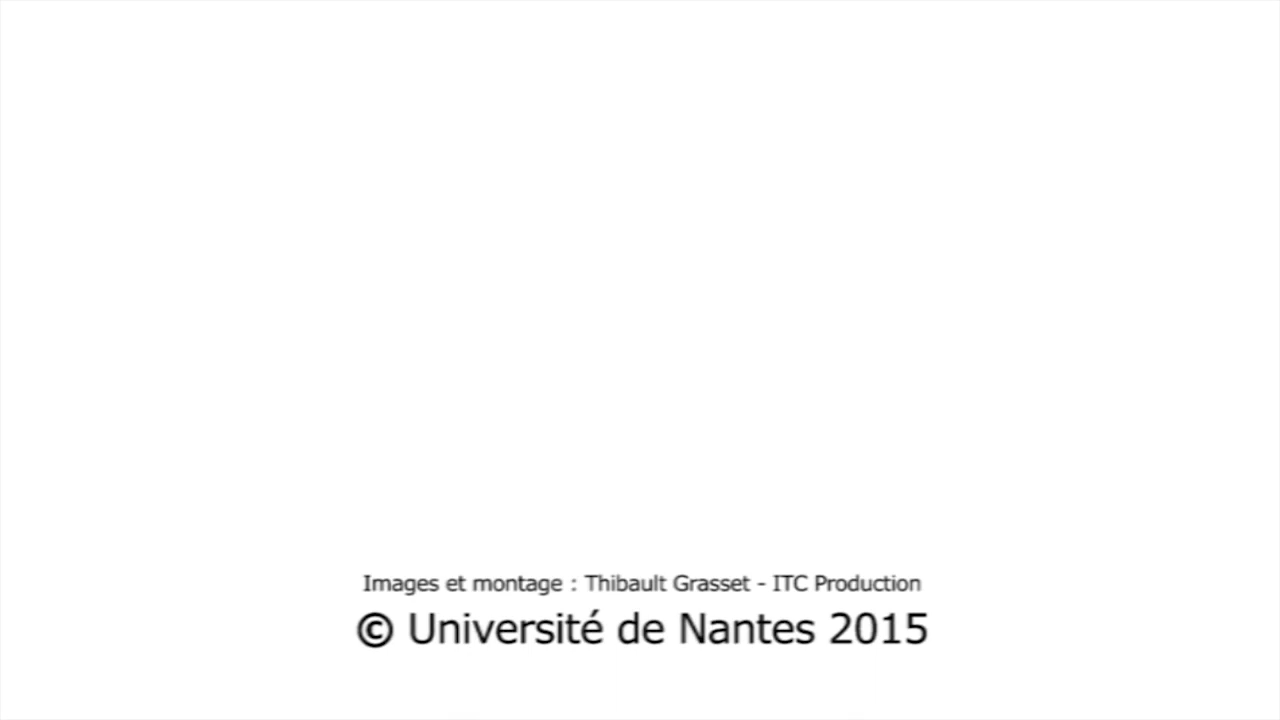 Images et montage : Thibault Grasset - ITC Production
© Université de Nantes 2015